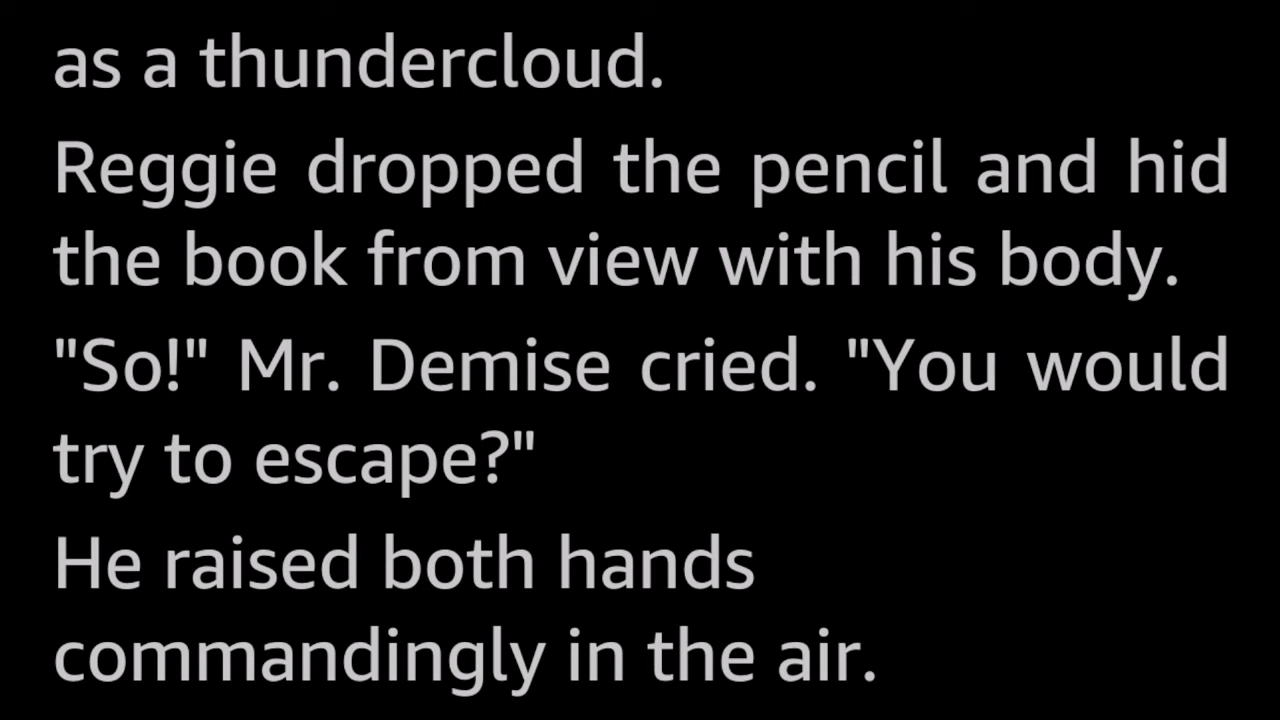 as a thundercloud.
Reggie dropped the pencil and hid
the book from view with his body.
"So!" Mr. Demise cried. "You would
try to escape?"
He raised both hands
commandingly in the air.